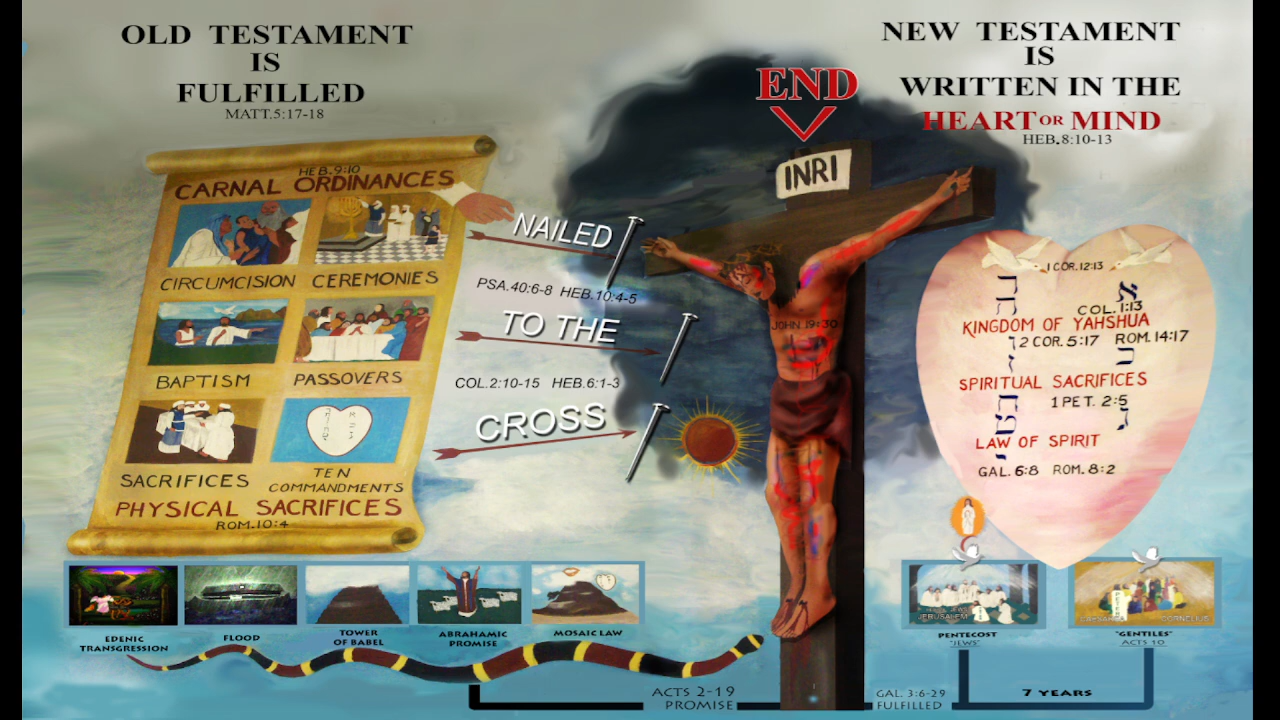 OLD TESTAMENT
IS
FULFILLED
MATT.5:17-18
HEB.9:10
CARNAL ORDINANCES
CIRCUMCISION CEREMONIES
BAPTISM PASSOVERS
SACRIFICES TEN
COMMANDMENTS
PHYSICAL SACRIFICES
ROM.10:4
NAILED
PSA.40:6-8 HEB.10:4-5
TO THE
COL.2:10-15 HEB.6:1-3
CROSS
END
INRI
JOHN 19:30
NEW TESTAMENT
IS
WRITTEN IN THE
HEART OR MIND
HEB.8:10-13
1 COR.12:13
COL.1:13
KINGDOM OF YAHSHUA
2 COR.5:17 ROM.14:17
SPIRITUAL SACRIFICES
1 PET. 2:5
LAW OF SPIRIT
GAL. 6:8 ROM. 8:2
EDENIC
TRANSGRESSION
FLOOD
TOWER
OF BABEL
ABRAHAMIC
PROMISE
MOSAIC LAW
JERUSALEM
PENTECOST
"JEWS"
PETER
CORNELIUS
"GENTILES"
ACTS 10
ACTS 2-19
PROMISE
GAL. 3:6-29
FULFILLED
7 YEARS